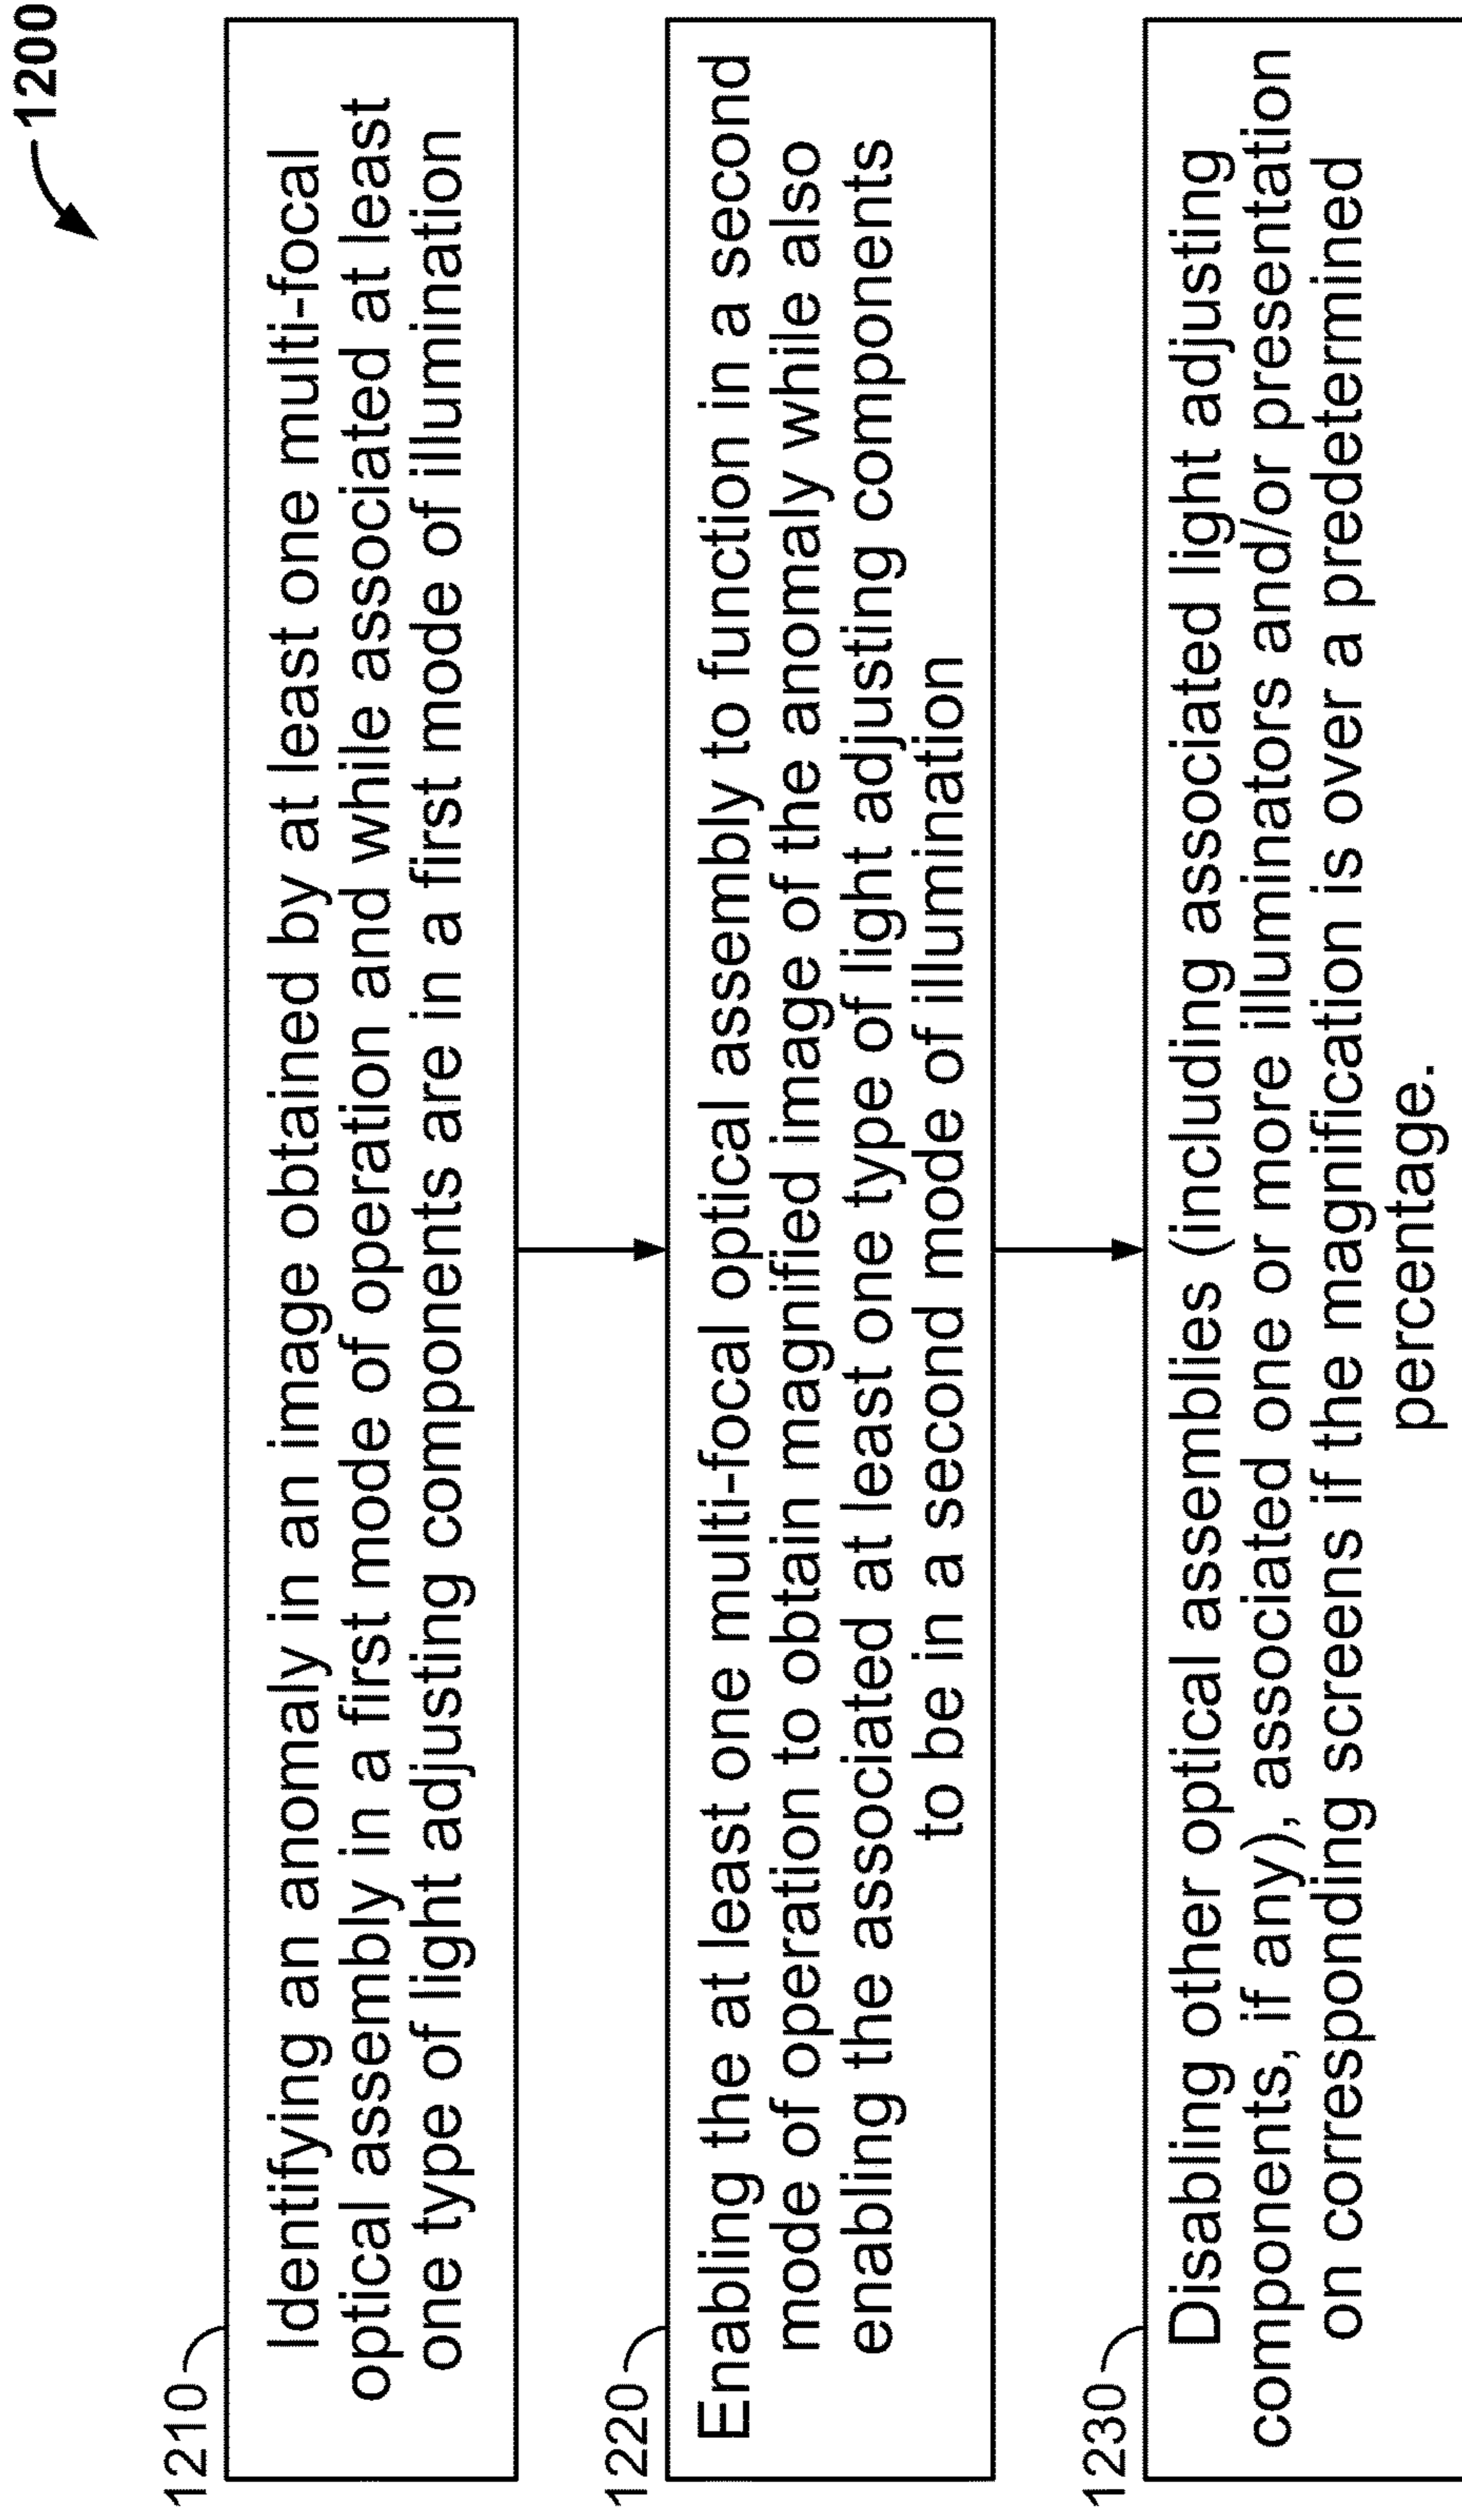 1200
1210
Identifying an anomaly in an image obtained by at least one multi-focal
optical assembly in a first mode of operation and while associated at least
one type of light adjusting components are in a first mode of illumination
1220
Enabling the at least one multi-focal optical assembly to function in a second
mode of operation to obtain magnified image of the anomaly while also
enabling the associated at least one type of light adjusting components
to be in a second mode of illumination
1230
Disabling other optical assemblies (including associated light adjusting
components, if any), associated one or more illuminators and/or presentation
on corresponding screens if the magnification is over a predetermined
percentage.